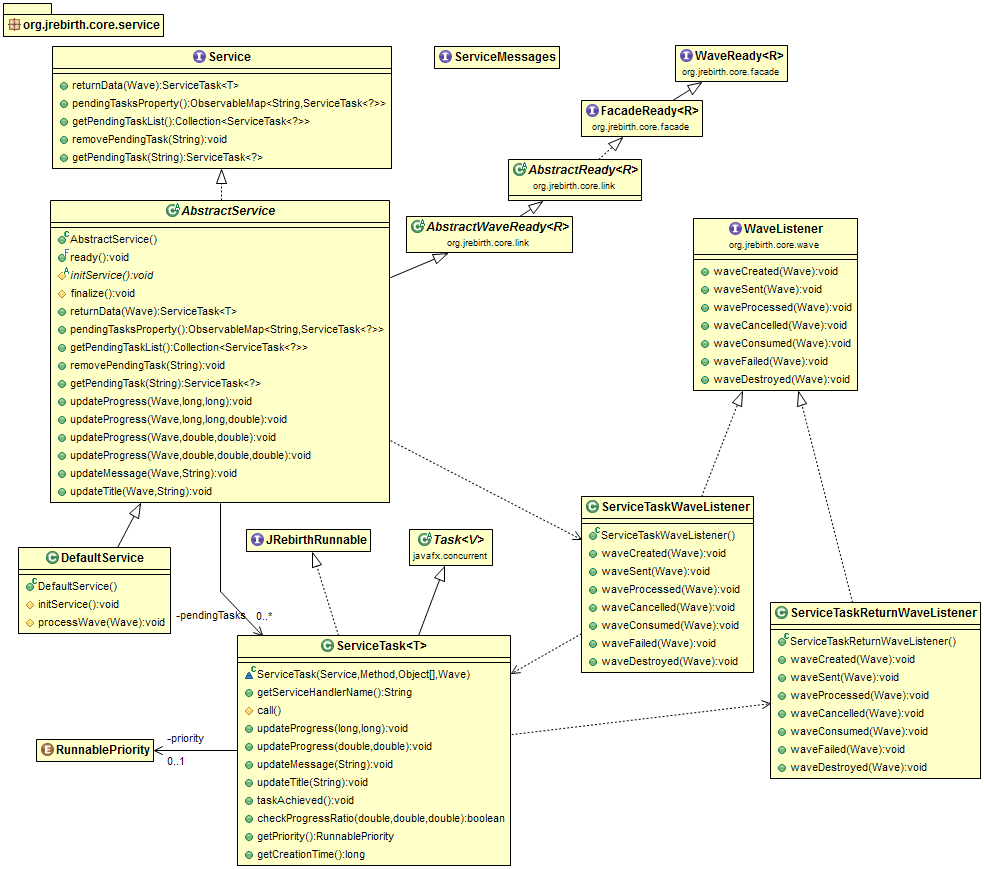 org.jrebirth.core.service
Service
returnData(Wave):ServiceTask<T>
pendingTasksProperty():ObservableMap<String,ServiceTask<?>>
getPendingTaskList():Collection<ServiceTask<?>>
removePendingTask(String):void
getPendingTask(String):ServiceTask<?>
ServiceMessages
WaveReady<R>
org.jrebirth.core.facade
FacadeReady<R>
org.jrebirth.core.facade
AbstractReady<R>
org.jrebirth.core.link
AbstractWaveReady<R>
org.jrebirth.core.link
AbstractService
AbstractService()
ready():void
initService():void
finalize():void
returnData(Wave):ServiceTask<T>
pendingTasksProperty():ObservableMap<String,ServiceTask<?>>
getPendingTaskList():Collection<ServiceTask<?>>
removePendingTask(String):void
getPendingTask(String):ServiceTask<?>
updateProgress(Wave,long,long):void
updateProgress(Wave,long,long,double):void
updateProgress(Wave,double,double):void
updateProgress(Wave,double,double,double):void
updateMessage(Wave,String):void
updateTitle(Wave,String):void
WaveListener
org.jrebirth.core.wave
waveCreated(Wave):void
waveSent(Wave):void
waveProcessed(Wave):void
waveCancelled(Wave):void
waveConsumed(Wave):void
waveFailed(Wave):void
waveDestroyed(Wave):void
DefaultService
DefaultService()
initService():void
processWave(Wave):void
JRebirthRunnable
Task<V>
javafx.concurrent
ServiceTaskWaveListener
ServiceTaskWaveListener()
waveCreated(Wave):void
waveSent(Wave):void
waveProcessed(Wave):void
waveCancelled(Wave):void
waveConsumed(Wave):void
waveFailed(Wave):void
waveDestroyed(Wave):void
ServiceTaskReturnWaveListener
ServiceTaskReturnWaveListener()
waveCreated(Wave):void
waveSent(Wave):void
waveProcessed(Wave):void
waveCancelled(Wave):void
waveConsumed(Wave):void
waveFailed(Wave):void
waveDestroyed(Wave):void
-pendingTasks 0..*
ServiceTask<T>
ServiceTask(Service,Method,Object[],Wave)
getServiceHandlerName():String
call()
updateProgress(long,long):void
updateProgress(double,double):void
updateMessage(String):void
updateTitle(String):void
taskAchieved():void
checkProgressRatio(double,double,double):boolean
getPriority():RunnablePriority
getCreationTime():long
RunnablePriority
-priority
0..1